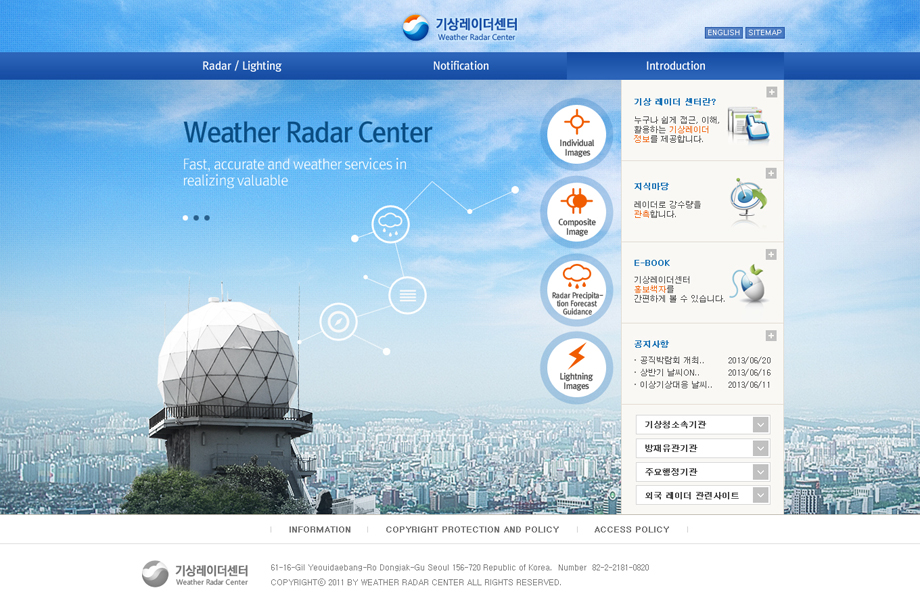 기상레이더센터
Weather Radar Center
ENGLISH
SITEMAP
Radar / Lighting
Notification
Introduction
Weather Radar Center
Fast, accurate and weather services in
realizing valuable
Individual
Images
Composite
Image
Radar Precipita-
tion Forecast
Guidance
Lightning
Images
기상 레이더 센터란?
누구나 쉽게 접근, 이해,
활용하는 기상레이더
정보를 제공합니다.
지식마당
레이더로 강수량을
관측합니다.
E-BOOK
기상레이더센터
홍보책자를
간편하게 볼 수 있습니다.
공지사항
· 공직박람회 개최.. 2013/06/20
· 상반기 날씨ON.. 2013/06/16
· 이상기상대응 날씨.. 2013/06/11
기상청소속기관
방재유관기관
주요행정기관
외국 레이더 관련사이트
INFORMATION
COPYRIGHT PROTECTION AND POLICY
ACCESS POLICY
기상레이더센터
Weather Radar Center
61-16-Gil Yeouidaebang-Ro Dongjak-Gu Seoul 156-720 Republic of Korea. Number 82-2-2181-0820
COPYRIGHTⓒ 2011 BY WEATHER RADAR CENTER ALL RIGHTS RESERVED.